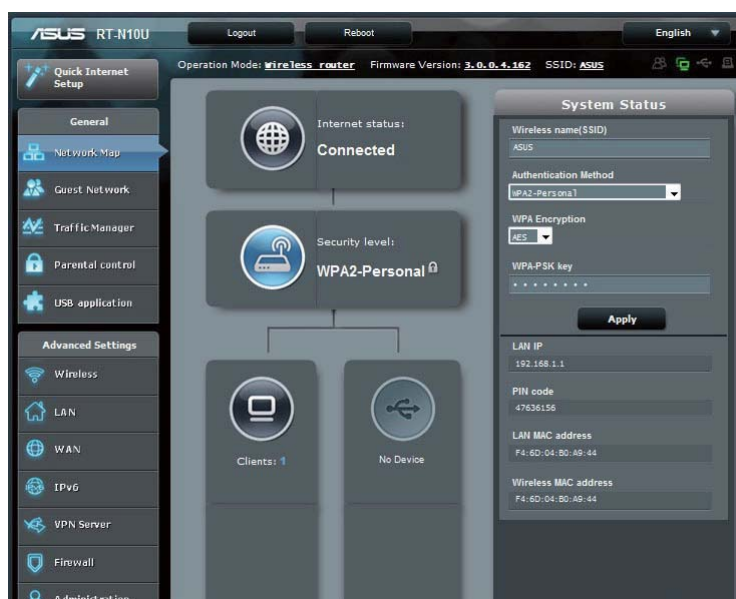 ASUS RT-N10U
Logout
Reboot
English
Quick Internet
Setup
Operation Mode: Wireless router Firmware Version: 3.0.0.4.162 SSID: ASUS
General
Network Map
Guest Network
Traffic Manager
Parental control
USB application
Advanced Settings
Wireless
LAN
WAN
IPv6
VPN Server
Firewall
Administration
Internet status:
Connected
Security level:
WPA2-Personal
Clients: 1
No Device
System Status
Wireless name(SSID)
ASUS
Authentication Method
WPA2-Personal
WPA Encryption
AES
WPA-PSK key
Apply
LAN IP
192.168.1.1
PIN code
47636156
LAN MAC address
F4:6D:04:B0:A9:44
Wireless MAC address
F4:6D:04:B0:A9:44